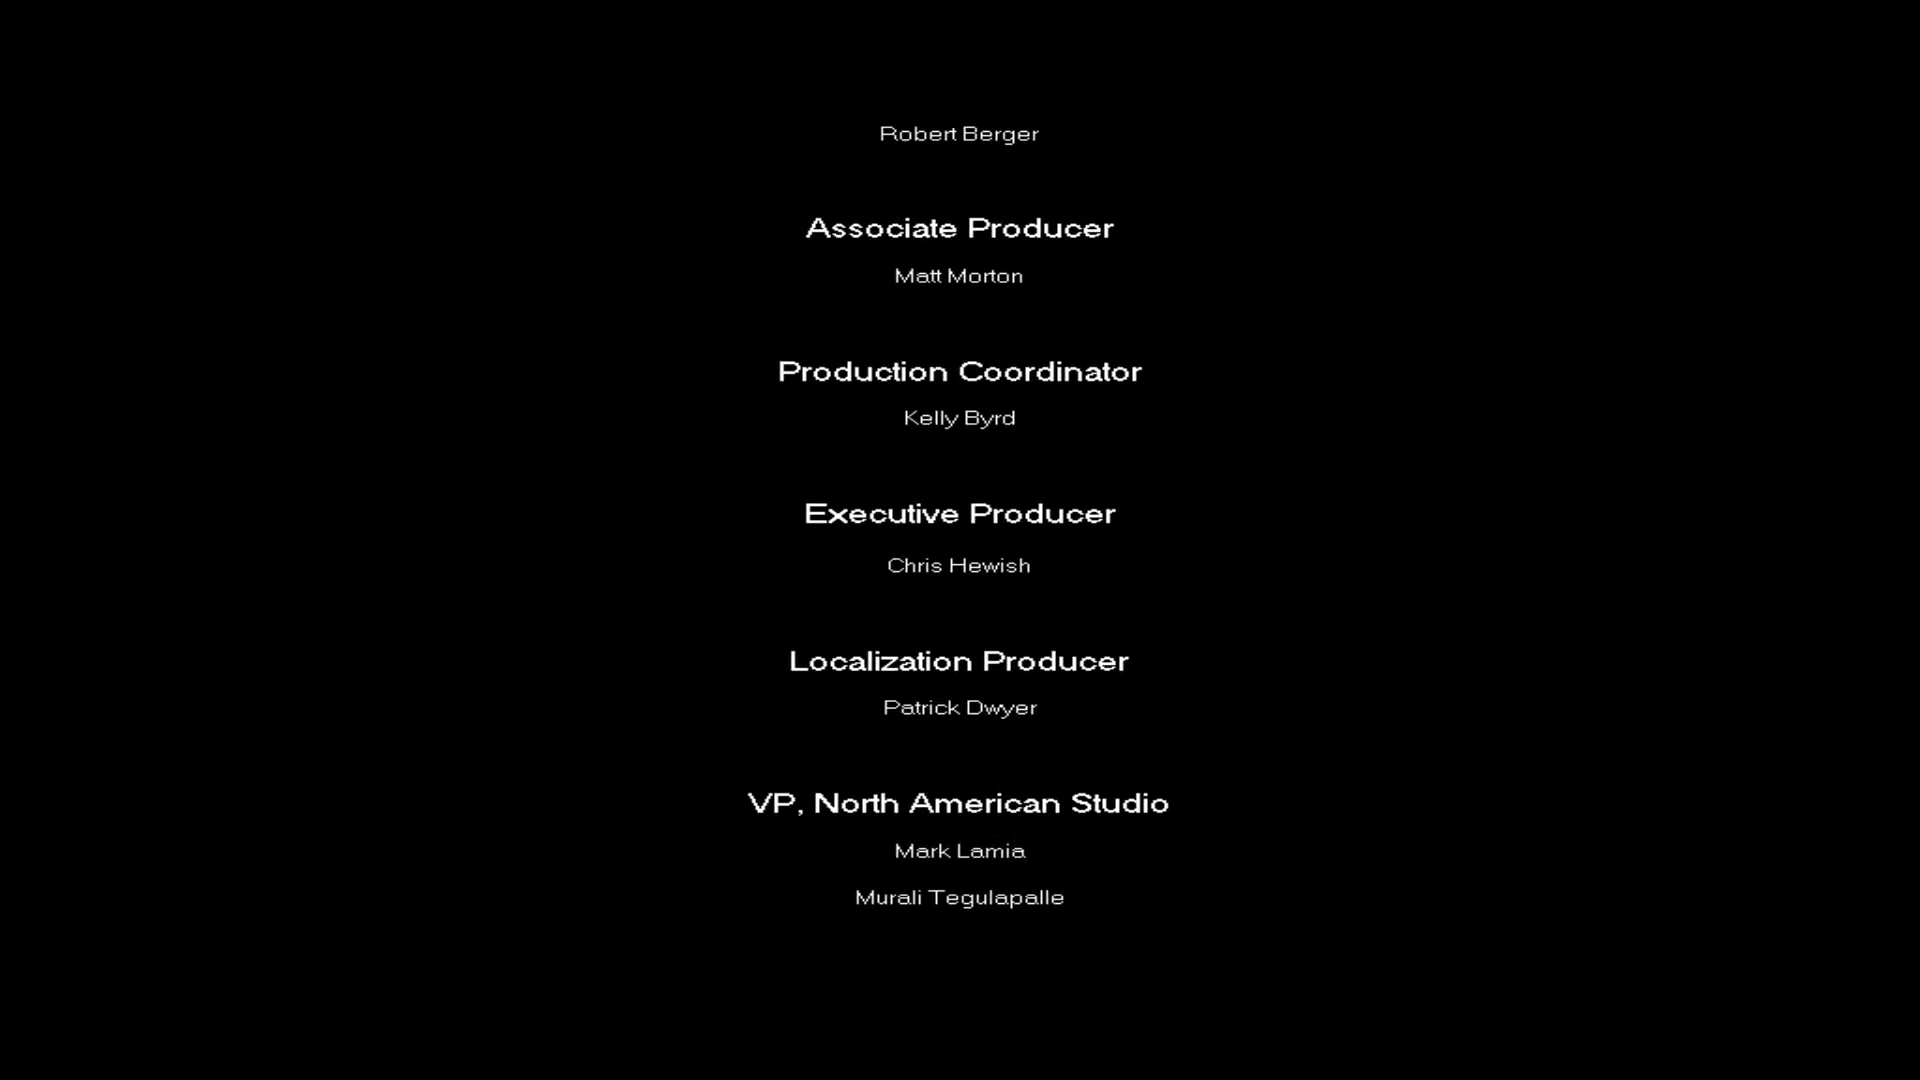 Robert Berger
Associate Producer
Matt Morton
Production Coordinator
Kelly Byrd
Executive Producer
Chris Hewish
Localization Producer
Patrick Dwyer
VP, North American Studio
Mark Lamia
Murali Tegulapalle